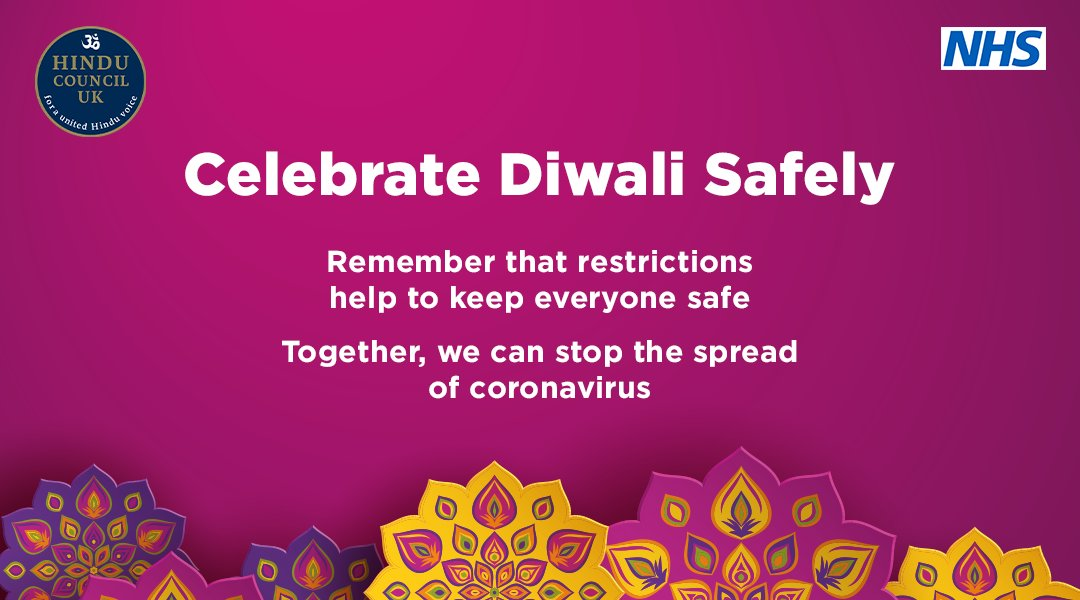 ॐ
HINDU
COUNCIL
UK
for a united Hindu voice
NHS
Celebrate Diwali Safely
Remember that restrictions
help to keep everyone safe
Together, we can stop the spread
of coronavirus